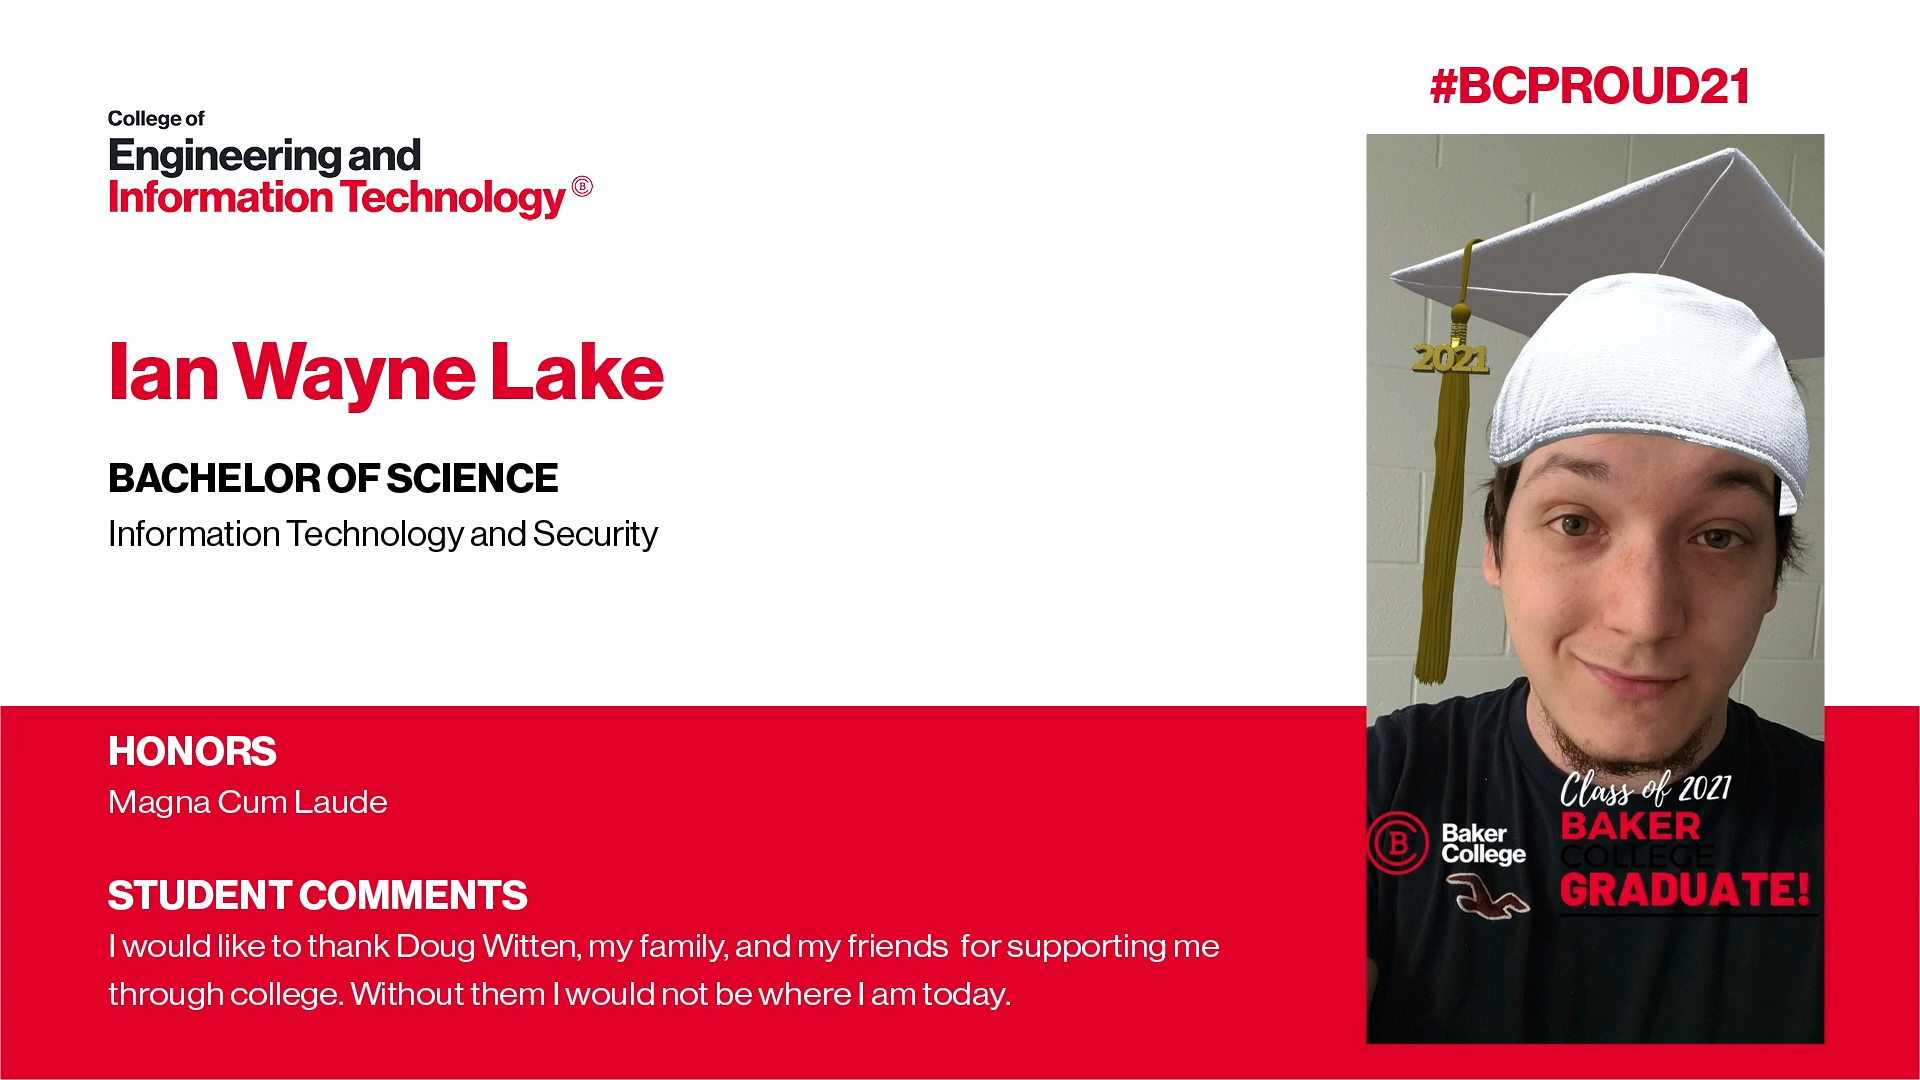 #BCPROUD21
College of
Engineering and
Information Technology
B
Ian Wayne Lake
BACHELOR OF SCIENCE
Information Technology and Security
2021
HONORS
Magna Cum Laude
STUDENT COMMENTS
I would like to thank Doug Witten, my family, and my friends for supporting me
through college. Without them I would not be where I am today.
B
Baker
College
Class of 2021
BAKER
COLLEGE
GRADUATE!